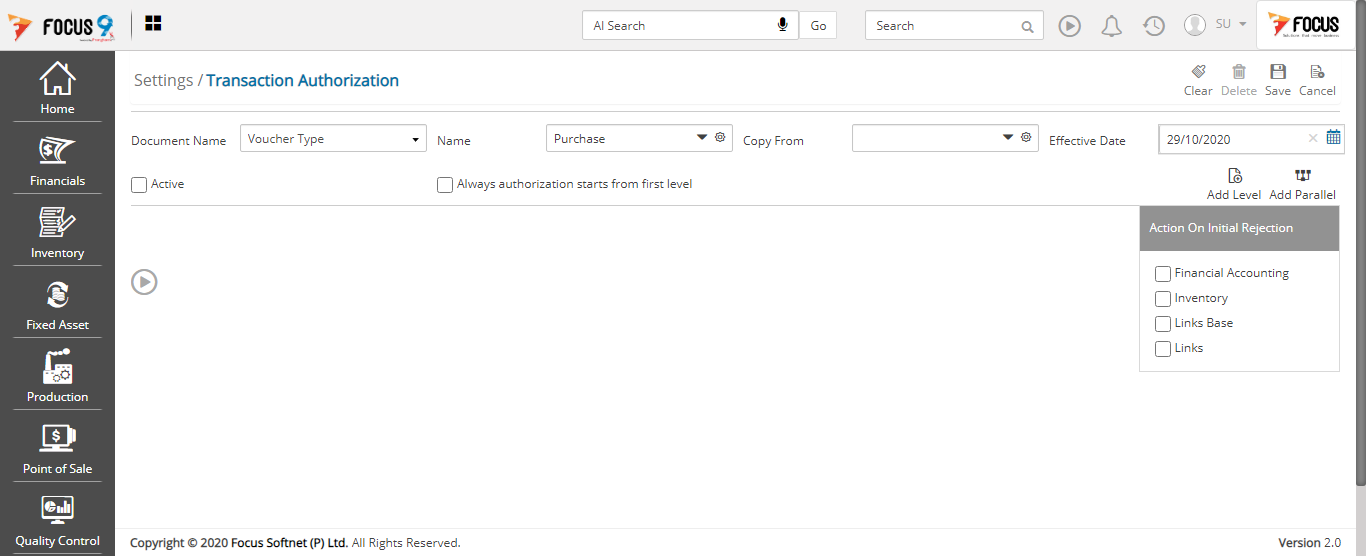 FOCUS 9
AI Search
Go
Search
SU
FOCUS
Home
Financials
Inventory
Fixed Asset
Production
Point of Sale
Quality Control
Settings / Transaction Authorization
Clear Delete Save Cancel
Document Name Voucher Type Name Purchase Copy From Effective Date 29/10/2020
Active Always authorization starts from first level
Add Level Add Parallel
Action On Initial Rejection
Financial Accounting
Inventory
Links Base
Links
Copyright © 2020 Focus Softnet (P) Ltd. All Rights Reserved.
Version 2.0